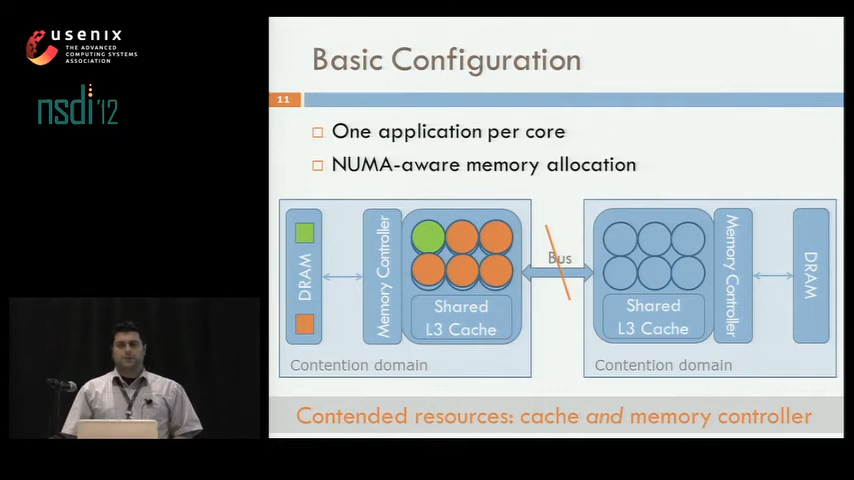 usenix
THE ADVANCED
COMPUTING SYSTEMS
ASSOCIATION
nsdi '12
Basic Configuration
11
One application per core
NUMA-aware memory allocation
DRAM
Memory Controller
Shared
L3 Cache
Contention domain
Bus
Shared
L3 Cache
Memory Controller
DRAM
Contention domain
Contended resources: cache and memory controller